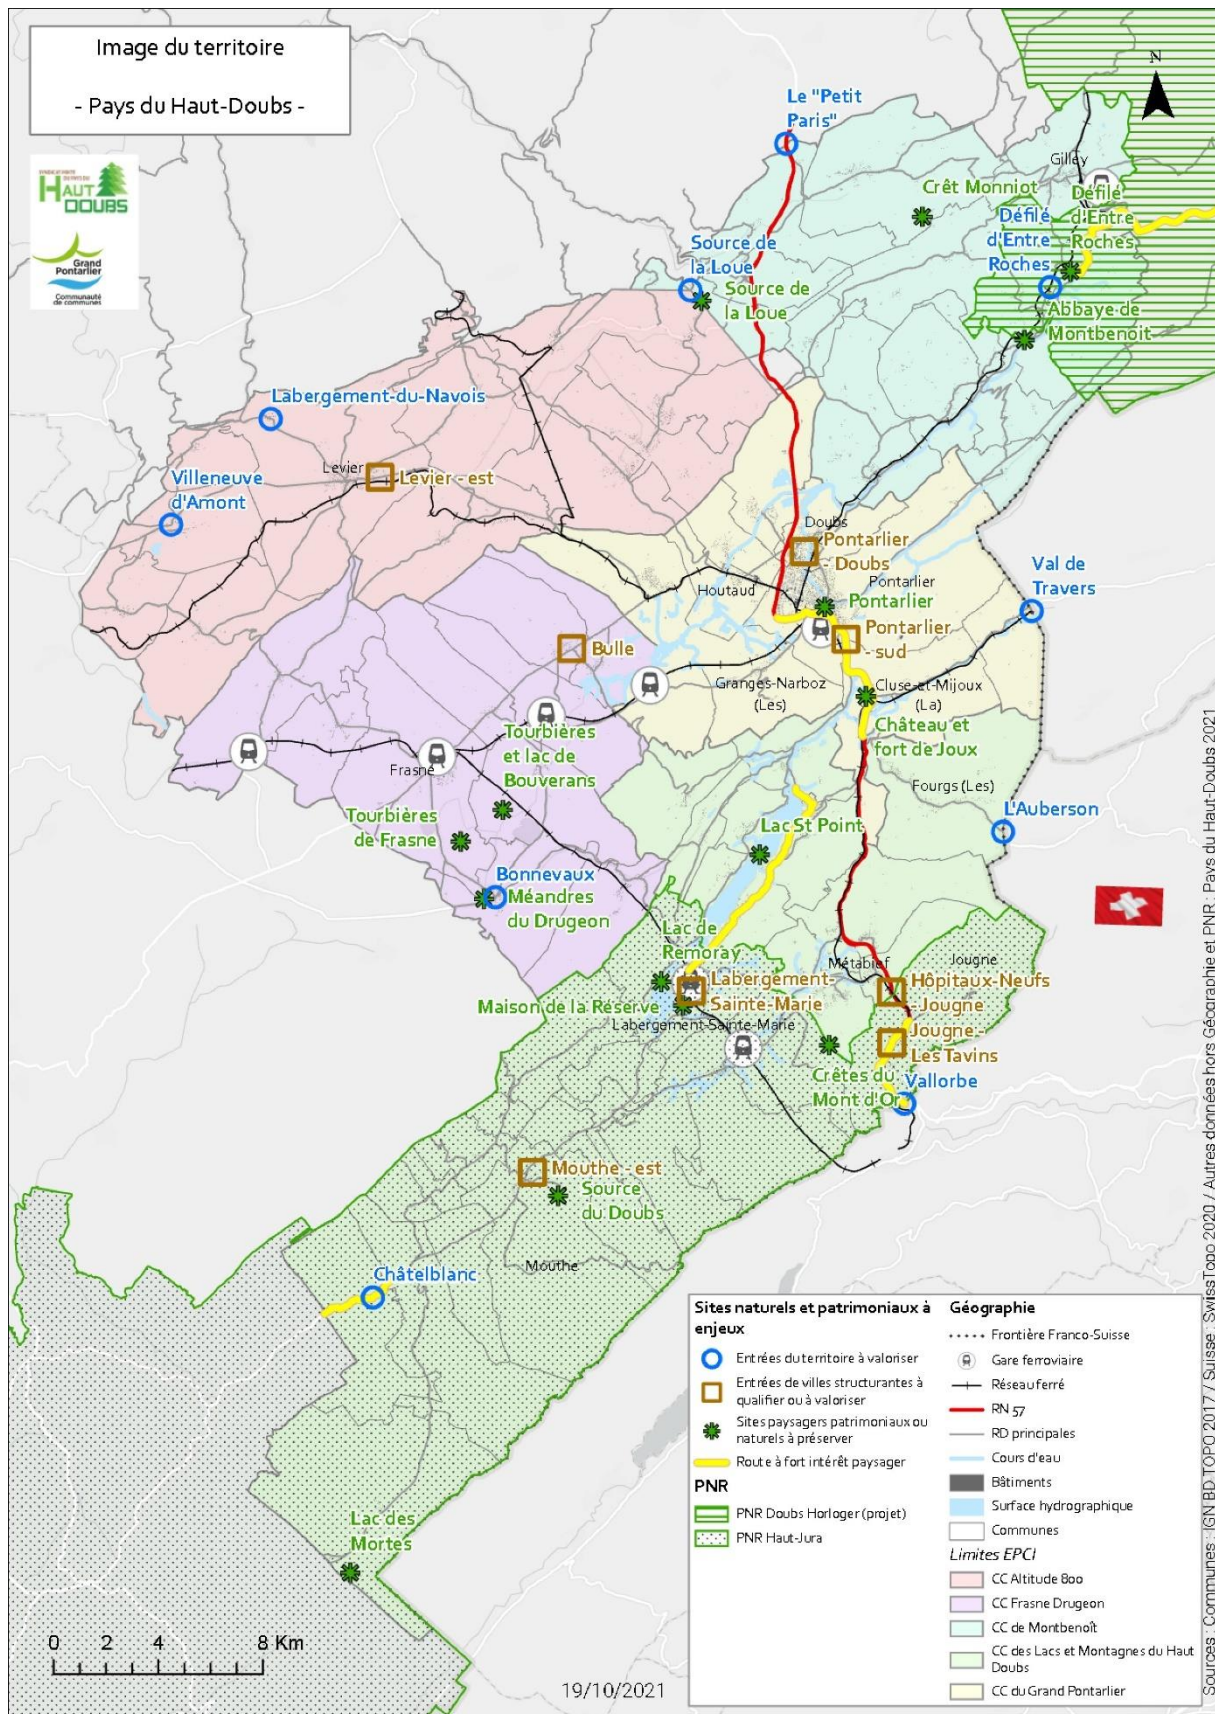 Image du territoire
- Pays du Haut-Doubs -
HAUT
DOUBS
Grand
Pontarlier
Communauté
de communes
N
Le "Petit
Paris"
Gilley
Crêt Monniot
Défilé
d'Entre
Roches
Défilé
d'Entre
Roches
Source de
la Loue
Source de
la Loue
Abbaye de
Montbenoit
Labergement-du-Navois
Levier
Levier - est
Villeneuve
d'Amont
Doubs
Pontarlier
- Doubs
Val de
Travers
Houtaud
Pontarlier
Pontarlier
Pontarlier
- sud
Bulle
Granges-Narboz
(Les)
Cluse-et-Mijoux
(La)
Château et
fort de Joux
Tourbières
et lac de
Bouverans
Frasne
Fourgs (Les)
L'Auberson
Tourbières
de Frasne
Lac St Point
Bonnevaux
Méandres
du Drugeon
Lac de
Remoray
Métabief
Jougne
Labergement-
Sainte-Marie
Hôpitaux-Neufs
- Jougne
Maison de la Réserve
Labergement-Sainte-Marie
Jougne -
Les Tavins
Crêtes du
Mont d'Or
Vallorbe
Mouthe - est
Source
du Doubs
Mouthe
Châtelblanc
Lac des
Mortes
0 2 4 8 Km
19/10/2021
Sites naturels et patrimoniaux à
enjeux
Entrées du territoire à valoriser
Entrées de villes structurantes à
qualifier ou à valoriser
Sites paysagers patrimoniaux ou
naturels à préserver
Route à fort intérêt paysager
PNR
PNR Doubs Horloger (projet)
PNR Haut-Jura
Géographie
Frontière Franco-Suisse
Gare ferroviaire
Réseau ferré
RN 57
RD principales
Cours d'eau
Bâtiments
Surface hydrographique
Communes
Limites EPCI
CC Altitude 800
CC Frasne Drugeon
CC de Montbenoît
CC des Lacs et Montagnes du Haut
Doubs
CC du Grand Pontarlier
Sources : Communes : IGN BD TOPO 2017 / Suisse : SwissTopo 2020 / Autres données hors Géographie et PNR : Pays du Haut-Doubs 2021